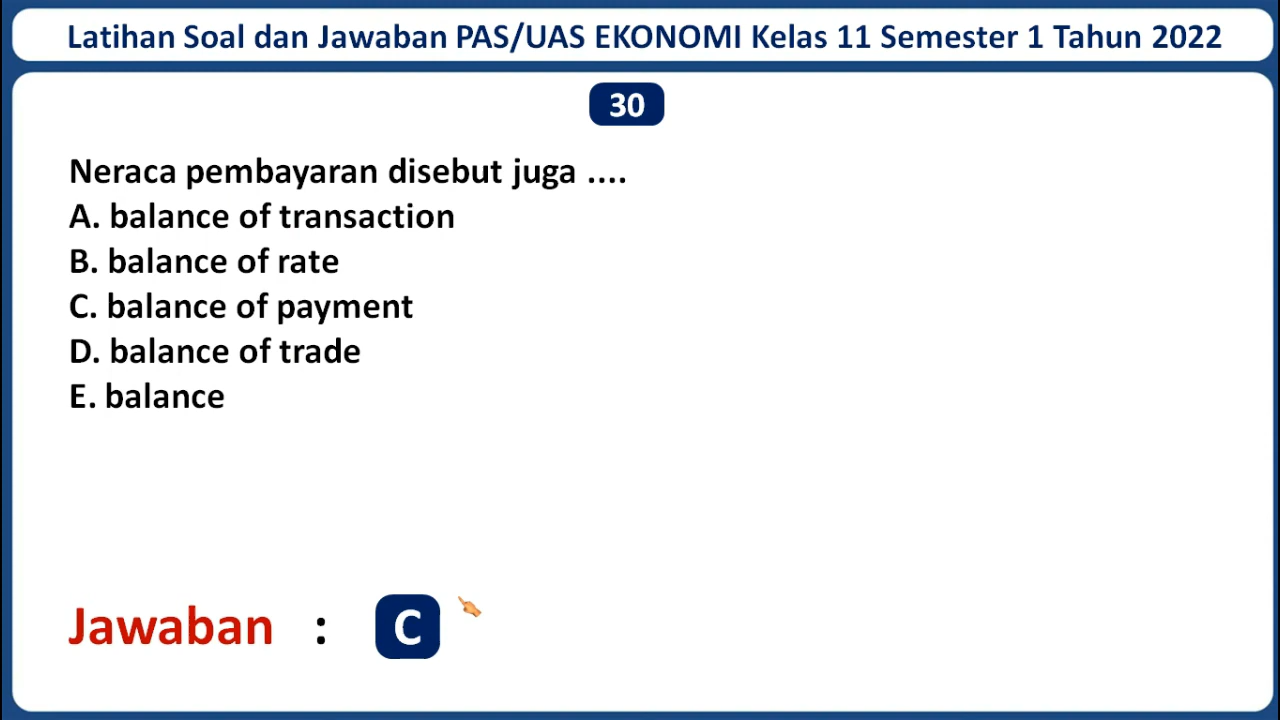 Latihan Soal dan Jawaban PAS/UAS EKONOMI Kelas 11 Semester 1 Tahun 2022
30
Neraca pembayaran disebut juga ....
A. balance of transaction
B. balance of rate
C. balance of payment
D. balance of trade
E. balance
Jawaban : C